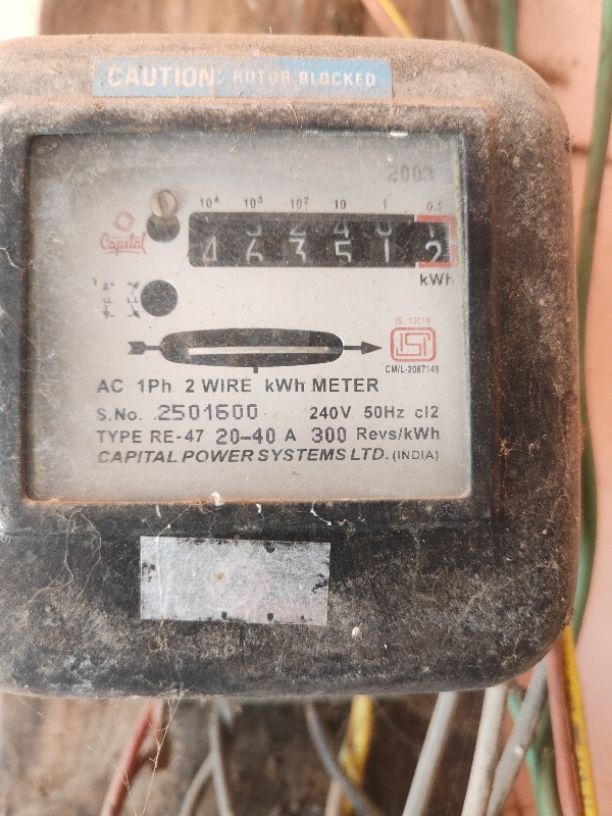 CAUTION: ROTOR BLOCKED
2003
10⁴ 10³ 10² 10 1 0.1
4 6 3 5 1 2
Capital
kWh
IS:13010
ISI
CM/L-2087149
AC 1Ph 2 WIRE kWh METER
S.No. 2501600 240V 50Hz cl2
TYPE RE-47 20-40 A 300 Revs/kWh
CAPITAL POWER SYSTEMS LTD. (INDIA)